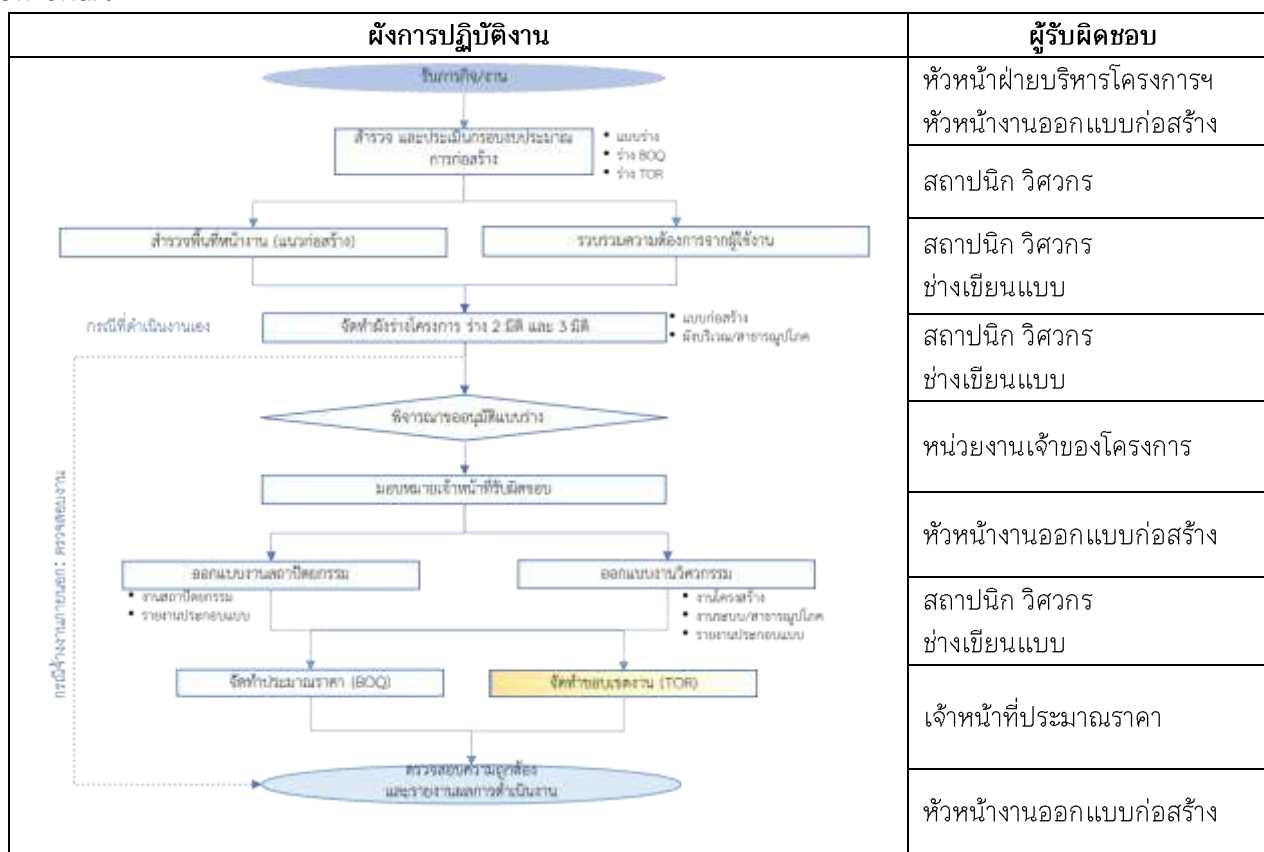 ผังการปฏิบัติงาน
ผู้รับผิดชอบ
รับภารกิจ/งาน
หัวหน้าฝ่ายบริหารโครงการฯ
หัวหน้างานออกแบบก่อสร้าง
สำรวจ และประเมินกรอบงบประมาณ
การก่อสร้าง
• แบบร่าง
• ร่าง BOQ
• ร่าง TOR
สถาปนิก วิศวกร
สำรวจพื้นที่หน้างาน (แนวก่อสร้าง)
รวบรวมความต้องการจากผู้ใช้งาน
สถาปนิก วิศวกร
ช่างเขียนแบบ
กรณีที่ดำเนินงานเอง
จัดทำผังร่างโครงการ ร่าง 2 มิติ และ 3 มิติ
• แบบก่อสร้าง
• ผังบริเวณ/สาธารณูปโภค
สถาปนิก วิศวกร
ช่างเขียนแบบ
พิจารณาขออนุมัติแบบร่าง
หน่วยงานเจ้าของโครงการ
มอบหมายเจ้าหน้าที่รับผิดชอบ
หัวหน้างานออกแบบก่อสร้าง
กรณีจ้างงานภายนอก: ตรวจสอบงาน
ออกแบบงานสถาปัตยกรรม
• งานสถาปัตยกรรม
• รายงานประกอบแบบ
ออกแบบงานวิศวกรรม
• งานโครงสร้าง
• งานระบบ/สาธารณูปโภค
• รายงานประกอบแบบ
สถาปนิก วิศวกร
ช่างเขียนแบบ
จัดทำประมาณราคา (BOQ)
จัดทำขอบเขตงาน (TOR)
เจ้าหน้าที่ประมาณราคา
ตรวจสอบความถูกต้อง
และรายงานผลการดำเนินงาน
หัวหน้างานออกแบบก่อสร้าง